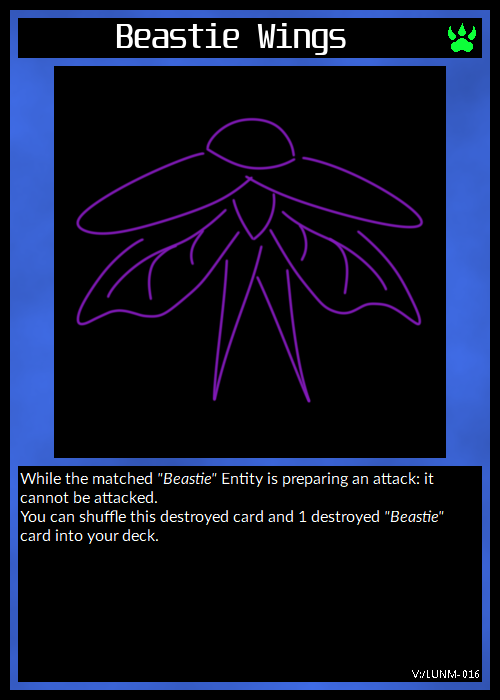 Beastie Wings
While the matched "Beastie" Entity is preparing an attack: it
cannot be attacked.
You can shuffle this destroyed card and 1 destroyed "Beastie"
card into your deck.
V:/LUNM-016